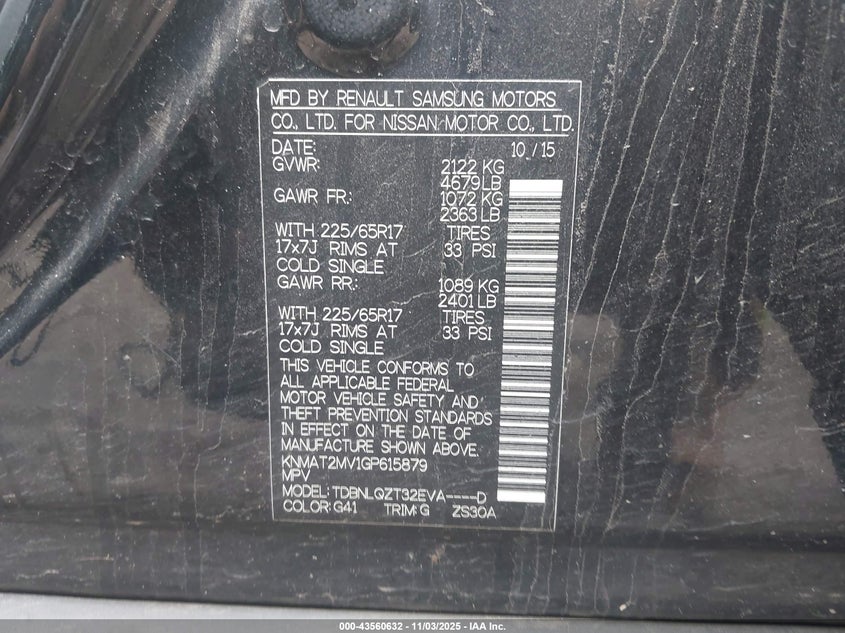 MFD BY RENAULT SAMSUNG MOTORS
CO., LTD. FOR NISSAN MOTOR CO., LTD.
DATE: 10 / 15
GVWR: 2122 KG
4679 LB
GAWR FR.: 1072 KG
2363 LB
WITH 225/65R17 TIRES
17x7J RIMS AT 33 PSI
COLD SINGLE
GAWR RR.: 1089 KG
2401 LB
WITH 225/65R17 TIRES
17x7J RIMS AT 33 PSI
COLD SINGLE
THIS VEHICLE CONFORMS TO
ALL APPLICABLE FEDERAL
MOTOR VEHICLE SAFETY AND
THEFT PREVENTION STANDARDS
IN EFFECT ON THE DATE OF
MANUFACTURE SHOWN ABOVE.
KNMAT2MV1GP615879
MPV
MODEL: TDBNLQZT32EVA----D
COLOR: G41 TRIM: G ZS30A
000-43560632 - 11/03/2025 - IAA Inc.